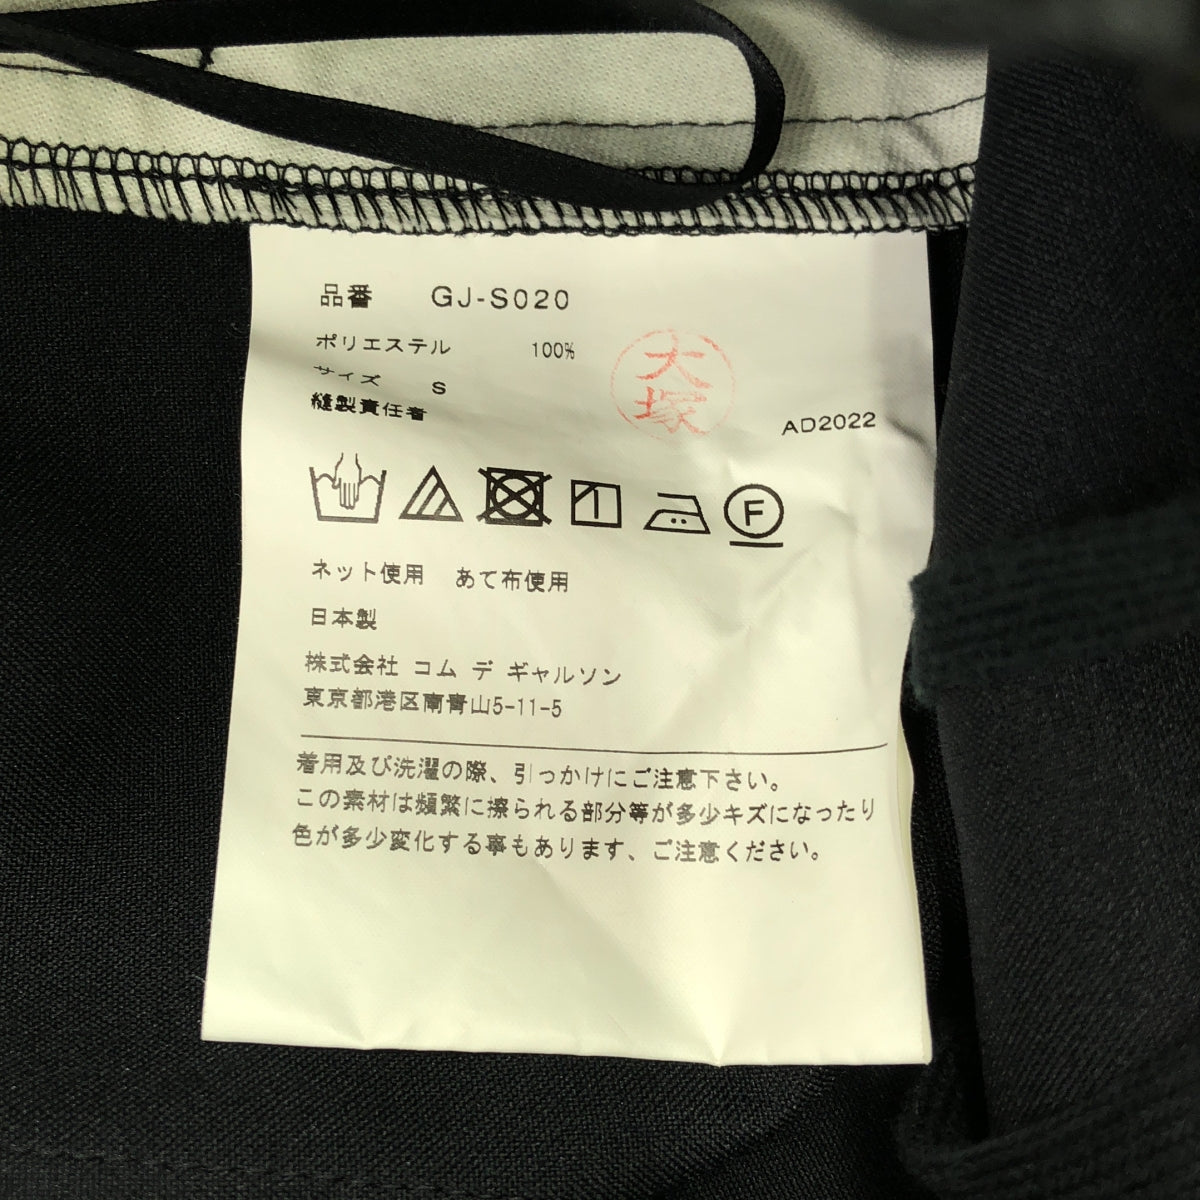 品番 GJ-S020
ポリエステル 100%
サイズ S
縫製責任者
大塚
AD2022
F
ネット使用 あて布使用
日本製
株式会社 コム デ ギャルソン
東京都港区南青山5-11-5
着用及び洗濯の際、引っかけにご注意下さい。
この素材は頻繁に擦られる部分等が多少キズになったり
色が多少変化する事もあります、ご注意ください。